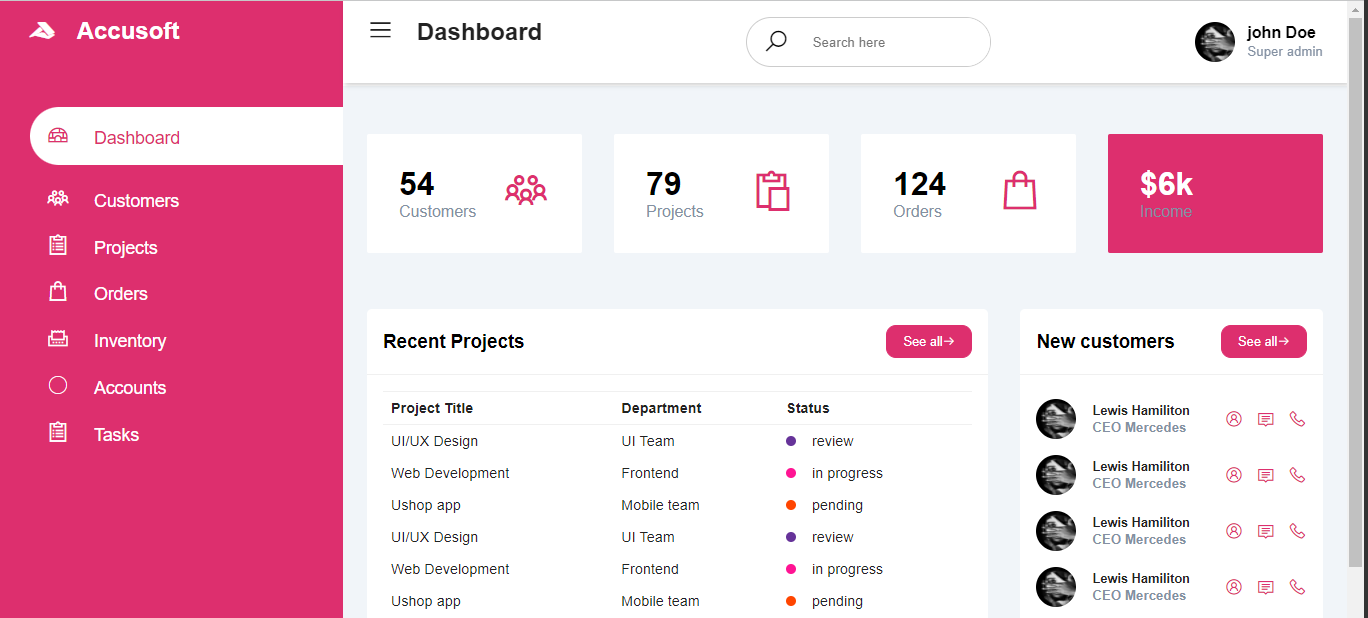 Accusoft
Dashboard
Customers
Projects
Orders
Inventory
Accounts
Tasks
Dashboard
Search here
john Doe
Super admin
54
Customers
79
Projects
124
Orders
$6k
Income
Recent Projects
See all→
Project Title Department Status
UI/UX Design UI Team review
Web Development Frontend in progress
Ushop app Mobile team pending
UI/UX Design UI Team review
Web Development Frontend in progress
Ushop app Mobile team pending
New customers
See all→
Lewis Hamiliton
CEO Mercedes
Lewis Hamiliton
CEO Mercedes
Lewis Hamiliton
CEO Mercedes
Lewis Hamiliton
CEO Mercedes